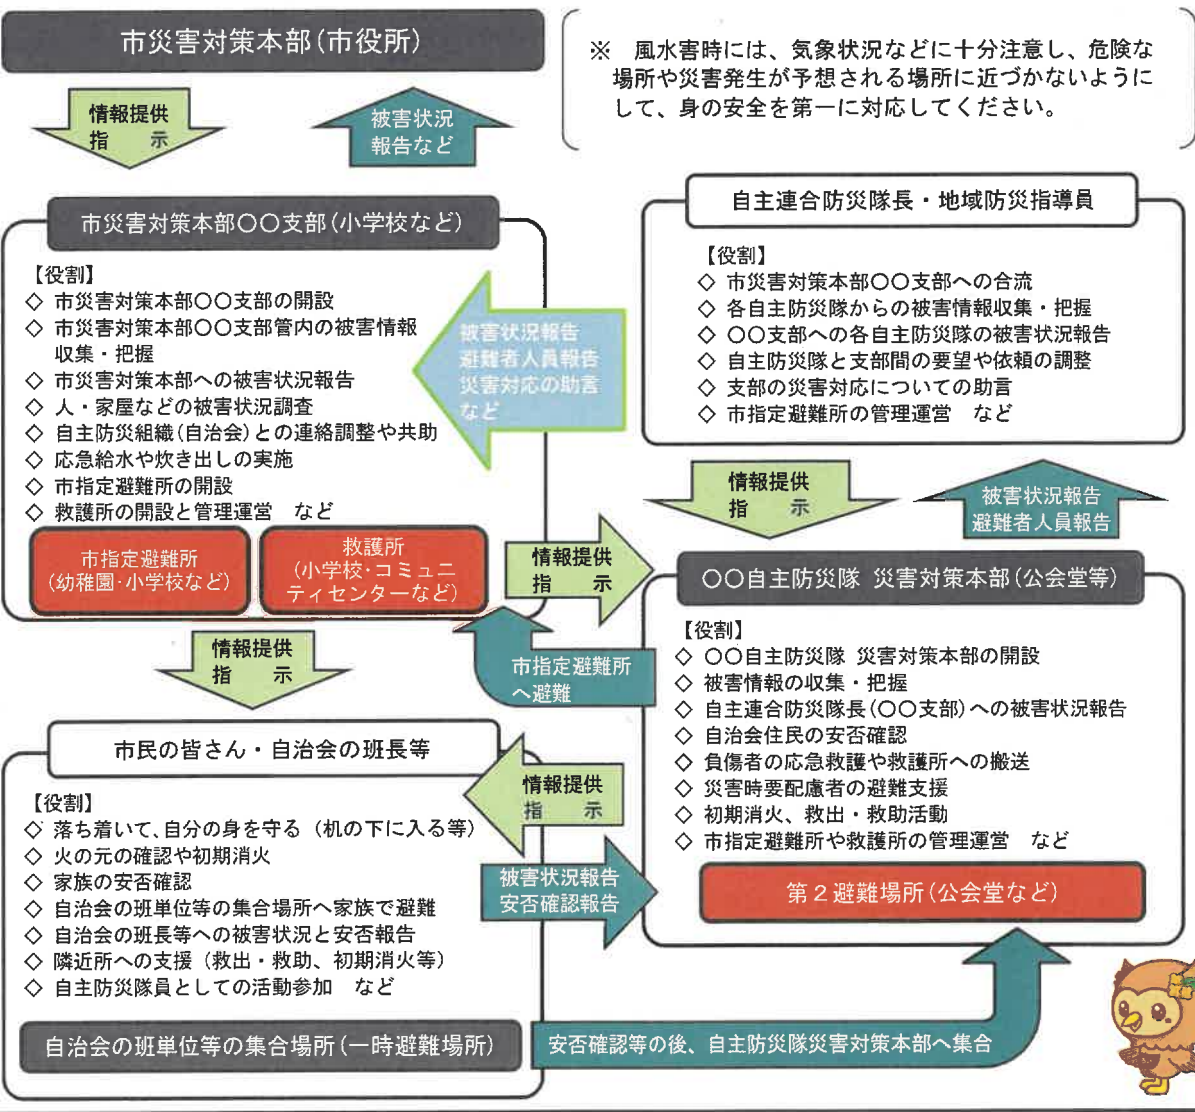 市災害対策本部(市役所)
※　風水害時には、気象状況などに十分注意し、危険な
場所や災害発生が予想される場所に近づかないように
して、身の安全を第一に対応してください。
情報提供
指　示
被害状況
報告など
市災害対策本部〇〇支部(小学校など)
【役割】
◇ 市災害対策本部〇〇支部の開設
◇ 市災害対策本部〇〇支部管内の被害情報
収集・把握
◇ 市災害対策本部への被害状況報告
◇ 人・家屋などの被害状況調査
◇ 自主防災組織(自治会)との連絡調整や共助
◇ 応急給水や炊き出しの実施
◇ 市指定避難所の開設
◇ 救護所の開設と管理運営　など
市指定避難所
(幼稚園・小学校など)
救護所
(小学校・コミュニ
ティセンターなど)
被害状況報告
避難者人員報告
災害対応の助言
など
自主連合防災隊長・地域防災指導員
【役割】
◇ 市災害対策本部〇〇支部への合流
◇ 各自主防災隊からの被害情報収集・把握
◇ 〇〇支部への各自主防災隊の被害状況報告
◇ 自主防災隊と支部間の要望や依頼の調整
◇ 支部の災害対応についての助言
◇ 市指定避難所の管理運営　など
情報提供
指　示
被害状況報告
避難者人員報告
情報提供
指　示
〇〇自主防災隊 災害対策本部(公会堂等)
【役割】
◇ 〇〇自主防災隊 災害対策本部の開設
◇ 被害情報の収集・把握
◇ 自主連合防災隊長(〇〇支部)への被害状況報告
◇ 自治会住民の安否確認
◇ 負傷者の応急救護や救護所への搬送
◇ 災害時要配慮者の避難支援
◇ 初期消火、救出・救助活動
◇ 市指定避難所や救護所の管理運営　など
第２避難場所(公会堂など)
情報提供
指　示
市指定避難所
へ避難
市民の皆さん・自治会の班長等
【役割】
◇ 落ち着いて、自分の身を守る（机の下に入る等）
◇ 火の元の確認や初期消火
◇ 家族の安否確認
◇ 自治会の班単位等の集合場所へ家族で避難
◇ 自治会の班長等への被害状況と安否報告
◇ 隣近所への支援（救出・救助、初期消火等）
◇ 自主防災隊員としての活動参加　など
自治会の班単位等の集合場所(一時避難場所)
情報提供
指　示
被害状況報告
安否確認報告
安否確認等の後、自主防災隊災害対策本部へ集合